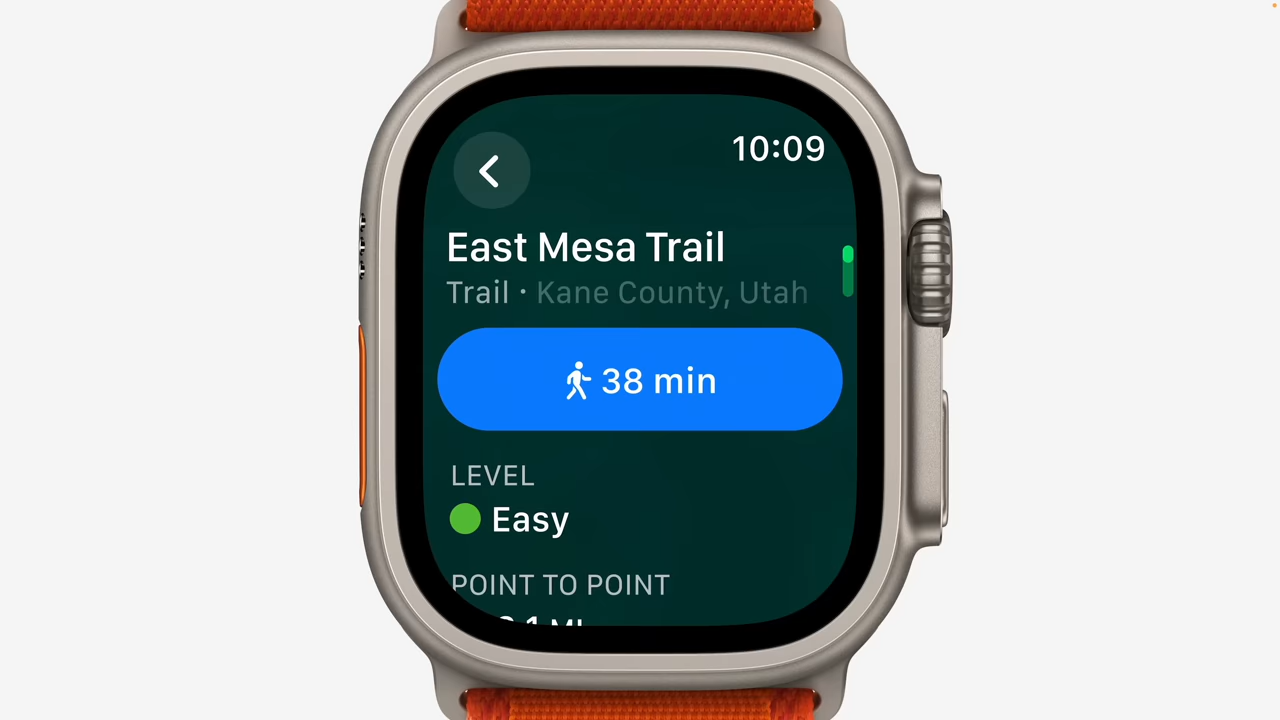 10:09
East Mesa Trail
Trail · Kane County, Utah
38 min
LEVEL
Easy
POINT TO POINT